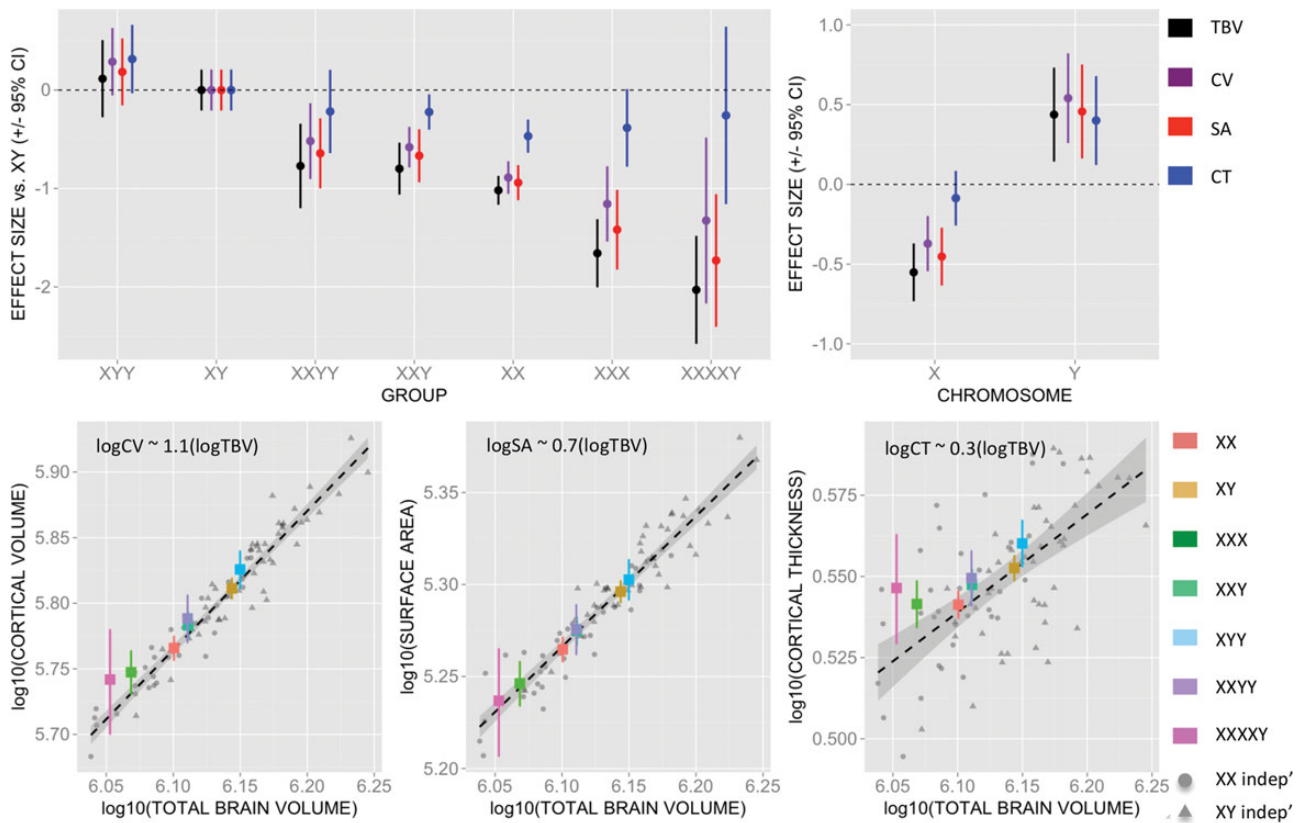 EFFECT SIZE vs. XY (+/- 95% CI)
0
-1
-2
XYY XY XXYY XXY XX XXX XXXXY
GROUP
EFFECT SIZE (+/- 95% CI)
1.0
0.5
0.0
-0.5
-1.0
X Y
CHROMOSOME
TBV
CV
SA
CT
logCV ~ 1.1(logTBV)
log10(CORTICAL VOLUME)
5.90
5.85
5.80
5.75
5.70
6.05 6.10 6.15 6.20 6.25
log10(TOTAL BRAIN VOLUME)
logSA ~ 0.7(logTBV)
log10(SURFACE AREA)
5.35
5.30
5.25
5.20
6.05 6.10 6.15 6.20 6.25
log10(TOTAL BRAIN VOLUME)
logCT ~ 0.3(logTBV)
log10(CORTICAL THICKNESS)
0.575
0.550
0.525
0.500
6.05 6.10 6.15 6.20 6.25
log10(TOTAL BRAIN VOLUME)
XX
XY
XXX
XXY
XYY
XXYY
XXXXY
XX indep'
XY indep'